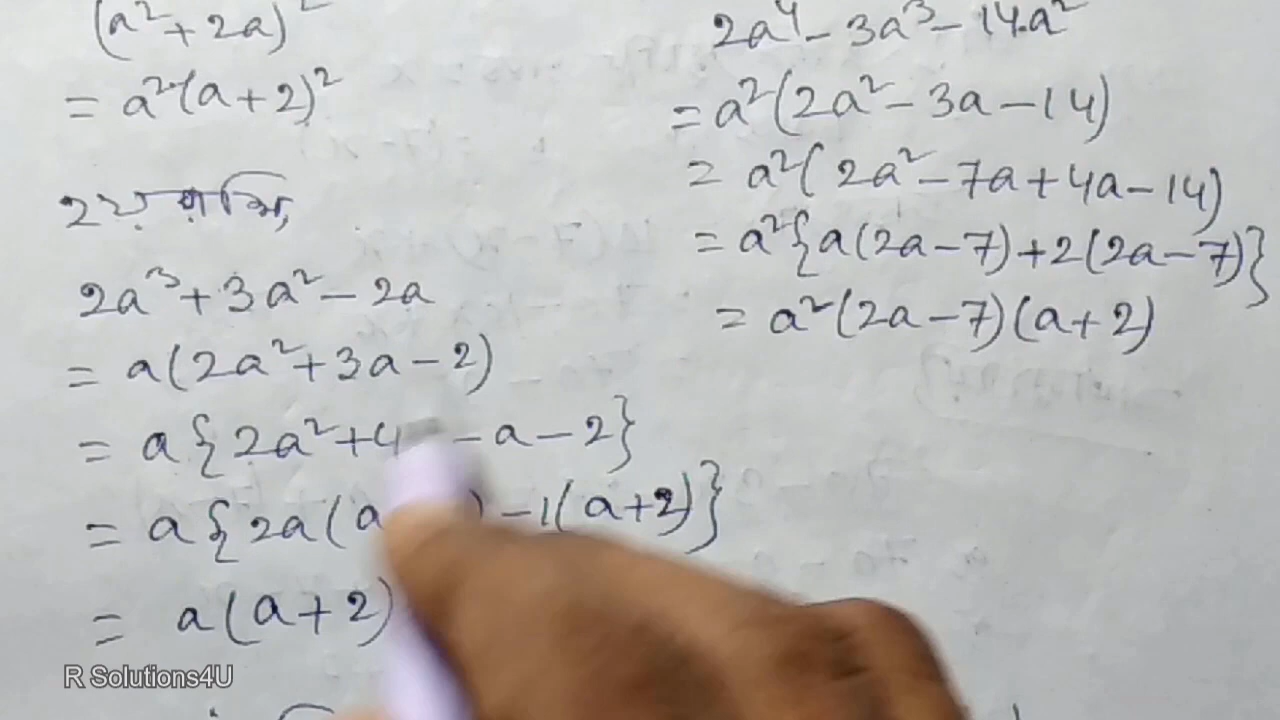 (a²+2a)²
= a²(a+2)²
2য় রাশি,
2a³+3a²-2a
= a(2a²+3a-2)
= a{2a²+4 -a-2}
= a{2a(a ) -1(a+2)}
= a(a+2)
2a⁴-3a³-14a²
= a²(2a²-3a-14)
= a²(2a²-7a+4a-14)
= a²{a(2a-7)+2(2a-7)}
= a²(2a-7)(a+2)
R Solutions4U